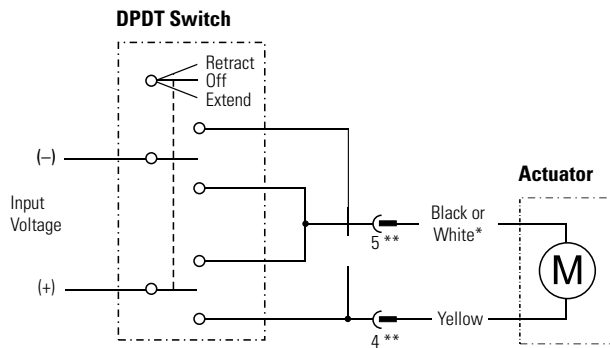 DPDT Switch
Retract
Off
Extend
(–)
Input
Voltage
(+)
5 **
Black or
White*
4 **
Yellow
Actuator
M